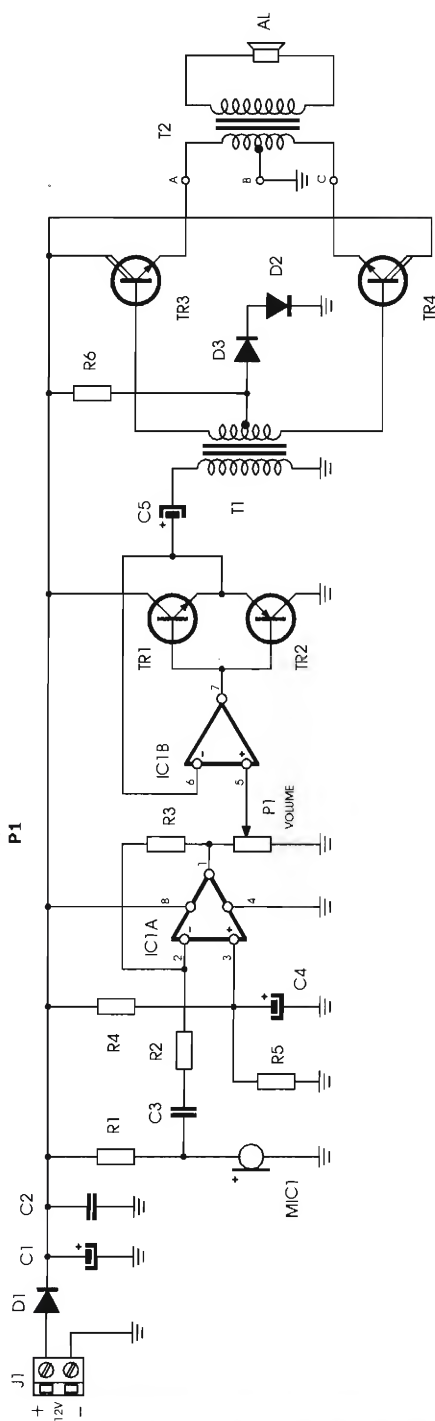 P1
J1
+
12V
−
D1
C1
+
C2
R1
MIC1
+
C3
R2
R4
R5
C4
+
IC1A
2
3
8
4
1
-
+
R3
P1
VOLUME
IC1B
6
5
7
-
+
TR1
TR2
C5
+
T1
R6
D3
D2
TR3
TR4
A
B
C
T2
AL